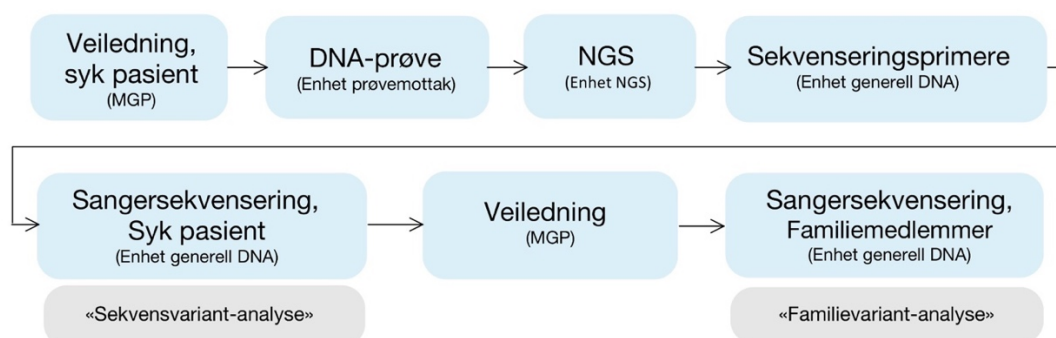 Veiledning,
syk pasient
(MGP)
DNA-prøve
(Enhet prøvemottak)
NGS
(Enhet NGS)
Sekvenseringsprimere
(Enhet generell DNA)
Sangersekvensering,
Syk pasient
(Enhet generell DNA)
«Sekvensvariant-analyse»
Veiledning
(MGP)
Sangersekvensering,
Familiemedlemmer
(Enhet generell DNA)
«Familievariant-analyse»